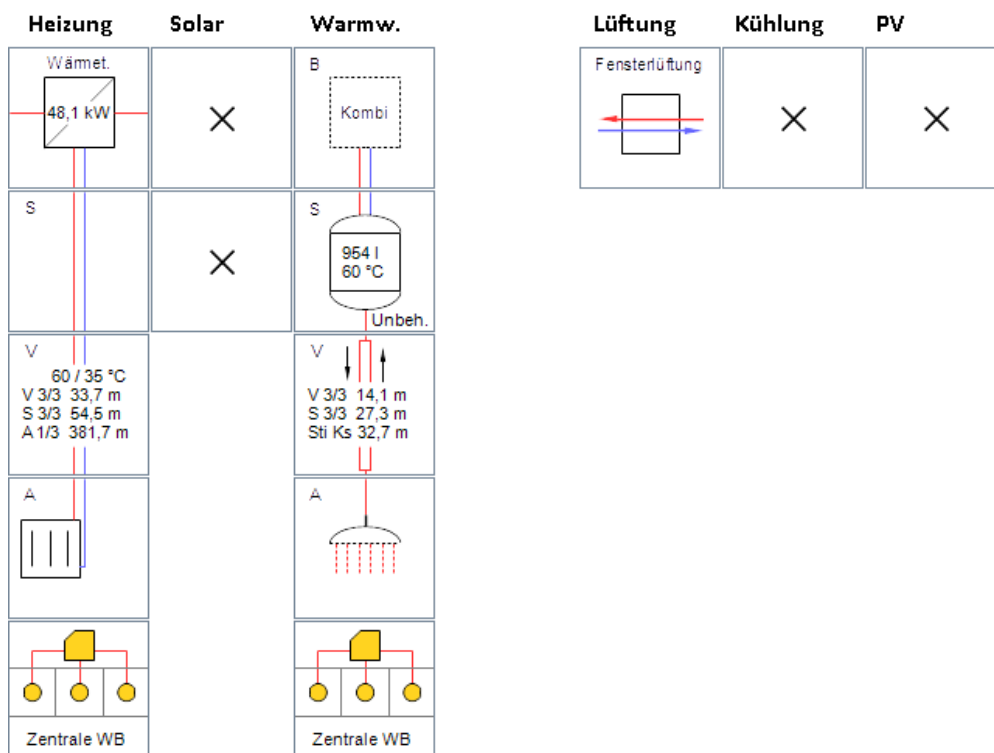 Heizung Solar Warmw. Lüftung Kühlung PV
Wärmet.
48,1 kW
B
Kombi
Fensterlüftung
S
S
954 l
60 °C
Unbeh.
V
60 / 35 °C
V 3/3 33,7 m
S 3/3 54,5 m
A 1/3 381,7 m
V
V 3/3 14,1 m
S 3/3 27,3 m
Sti Ks 32,7 m
A
A
Zentrale WB
Zentrale WB